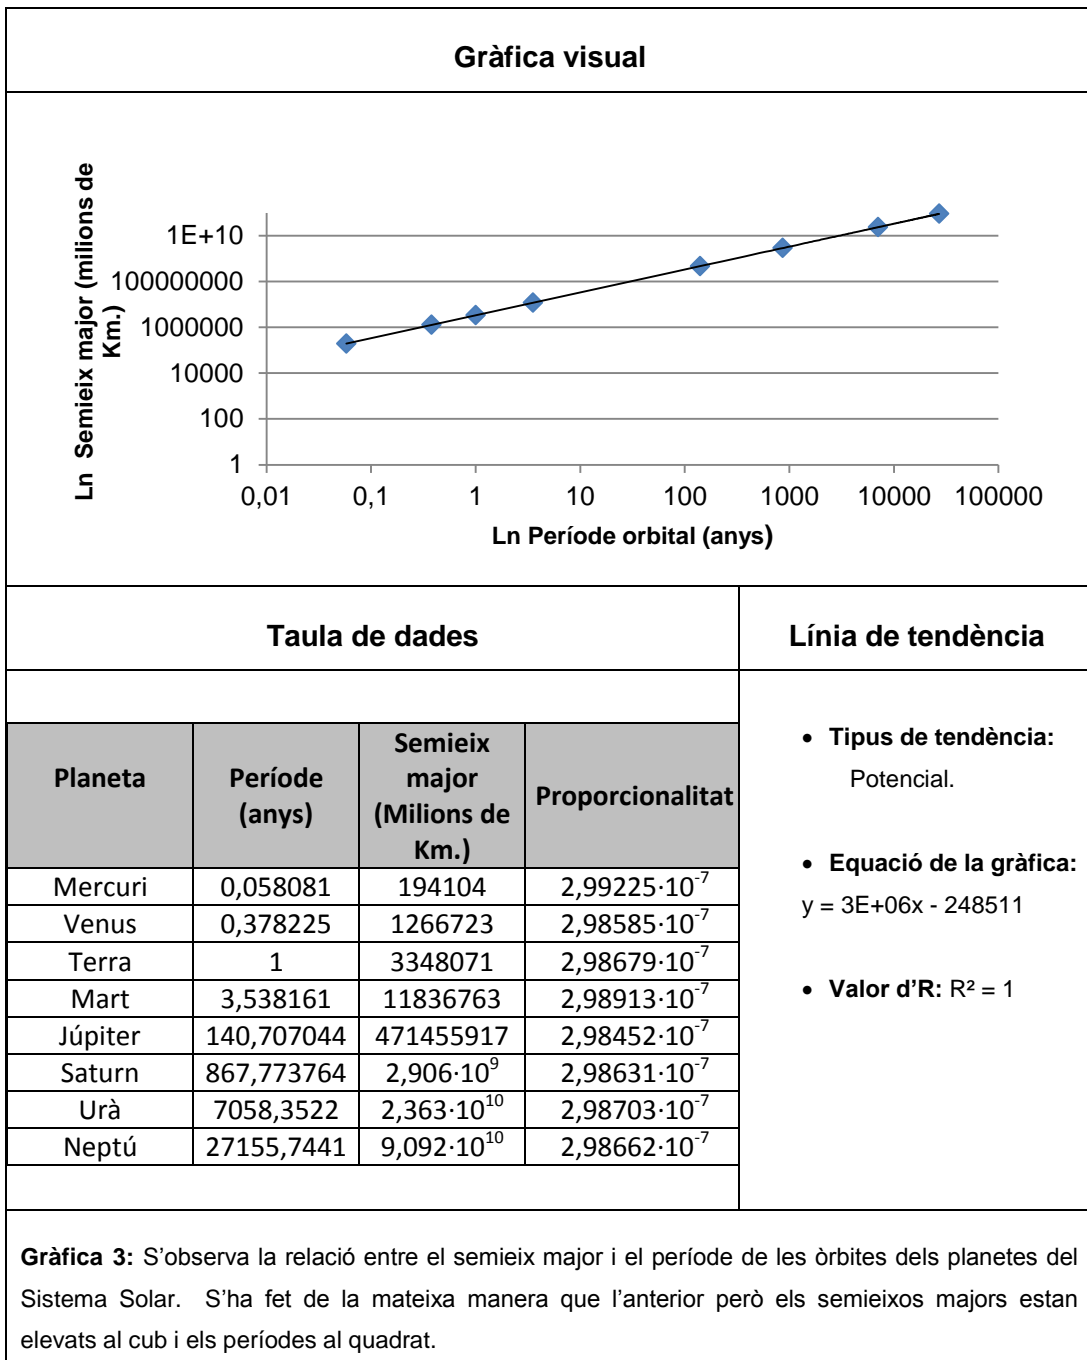 Gràfica visual
Ln Semieix major (milions de
Km.)
1E+10
100000000
1000000
10000
100
1
0,01 0,1 1 10 100 1000 10000 100000
Ln Període orbital (anys)
Taula de dades
Línia de tendència
Planeta
Període
(anys)
Semieix
major
(Milions de
Km.)
Proporcionalitat
Mercuri 0,058081 194104 2,99225·10⁻⁷
Venus 0,378225 1266723 2,98585·10⁻⁷
Terra 1 3348071 2,98679·10⁻⁷
Mart 3,538161 11836763 2,98913·10⁻⁷
Júpiter 140,707044 471455917 2,98452·10⁻⁷
Saturn 867,773764 2,906·10⁹ 2,98631·10⁻⁷
Urà 7058,3522 2,363·10¹⁰ 2,98703·10⁻⁷
Neptú 27155,7441 9,092·10¹⁰ 2,98662·10⁻⁷
• Tipus de tendència:
Potencial.
• Equació de la gràfica:
y = 3E+06x - 248511
• Valor d’R: R² = 1
Gràfica 3: S’observa la relació entre el semieix major i el període de les òrbites dels planetes del
Sistema Solar. S’ha fet de la mateixa manera que l’anterior però els semieixos majors estan
elevats al cub i els períodes al quadrat.